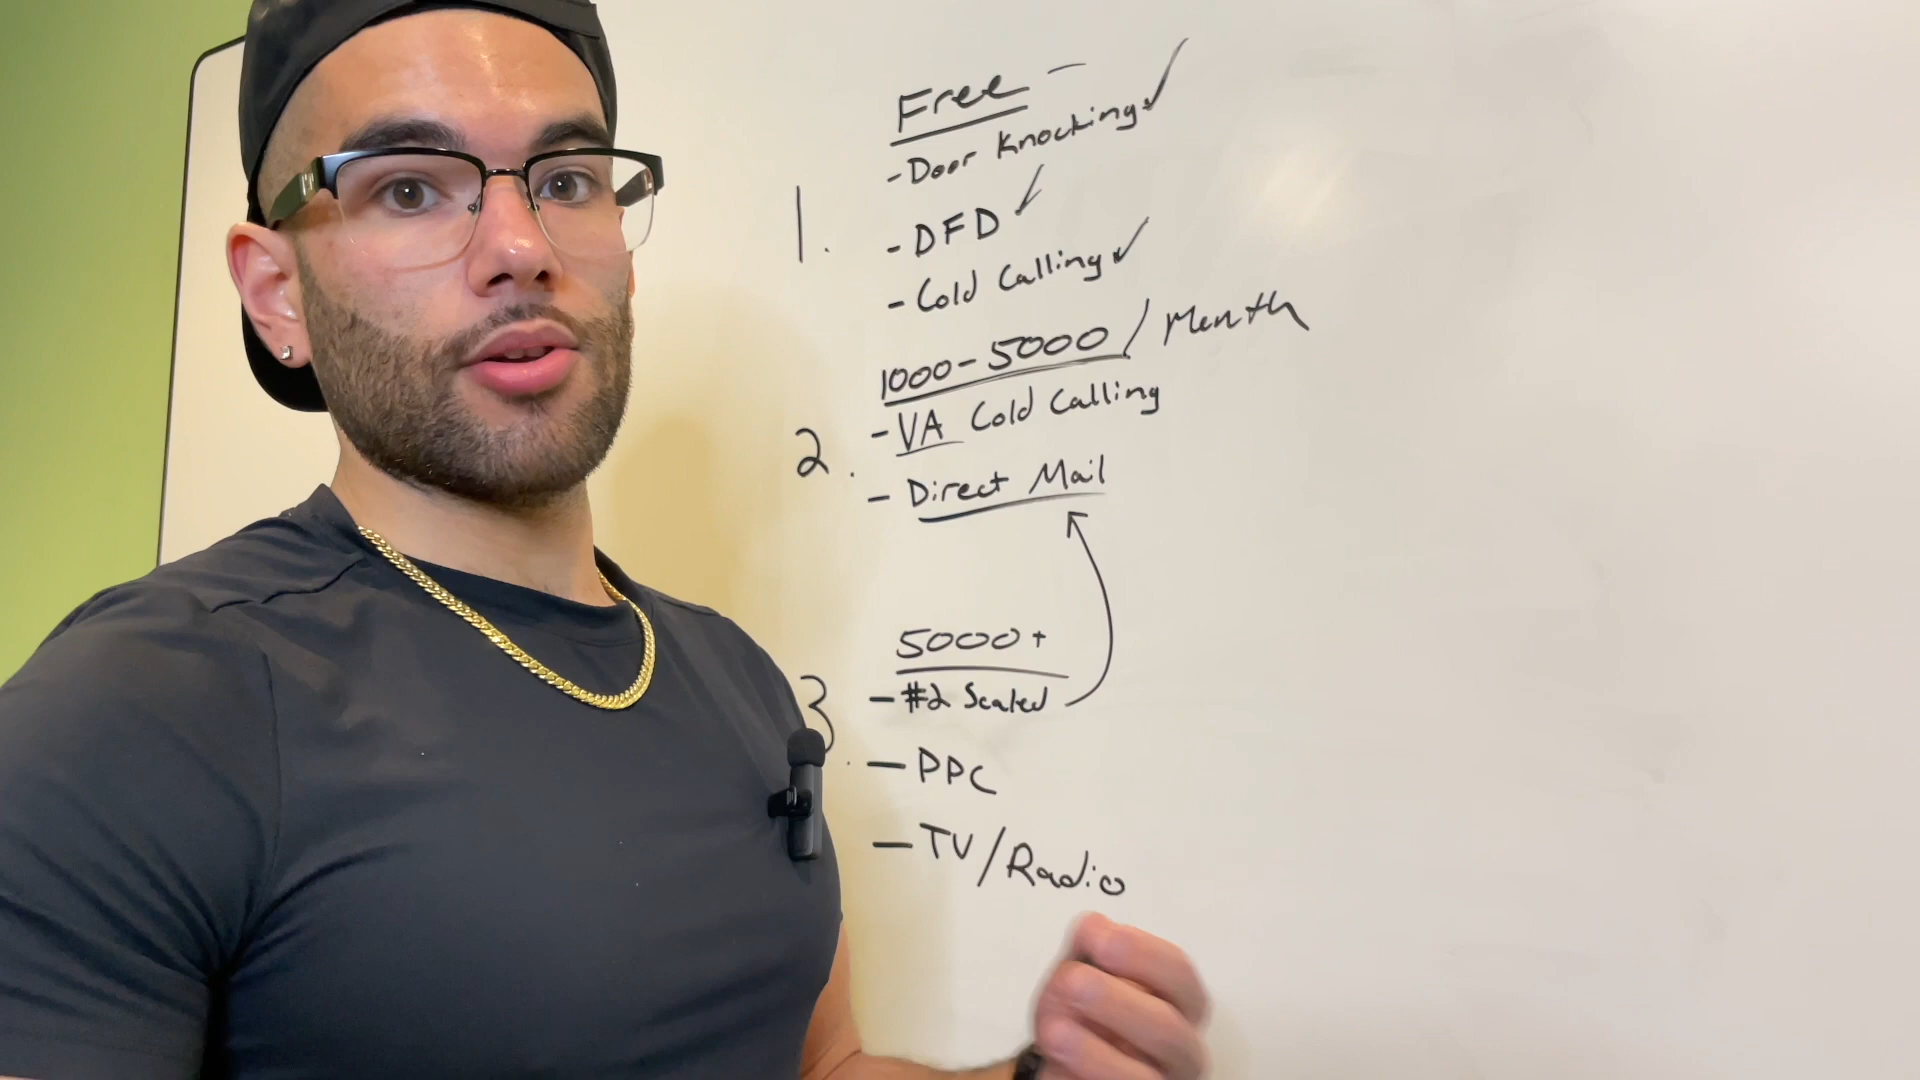 Free -
- Door Knocking ✓
1. - DFD ✓
- Cold Calling ✓
1000-5000 / Month
- VA Cold Calling
2. - Direct Mail
5000+
3. - #2 Scaled
- PPC
- TV/Radio